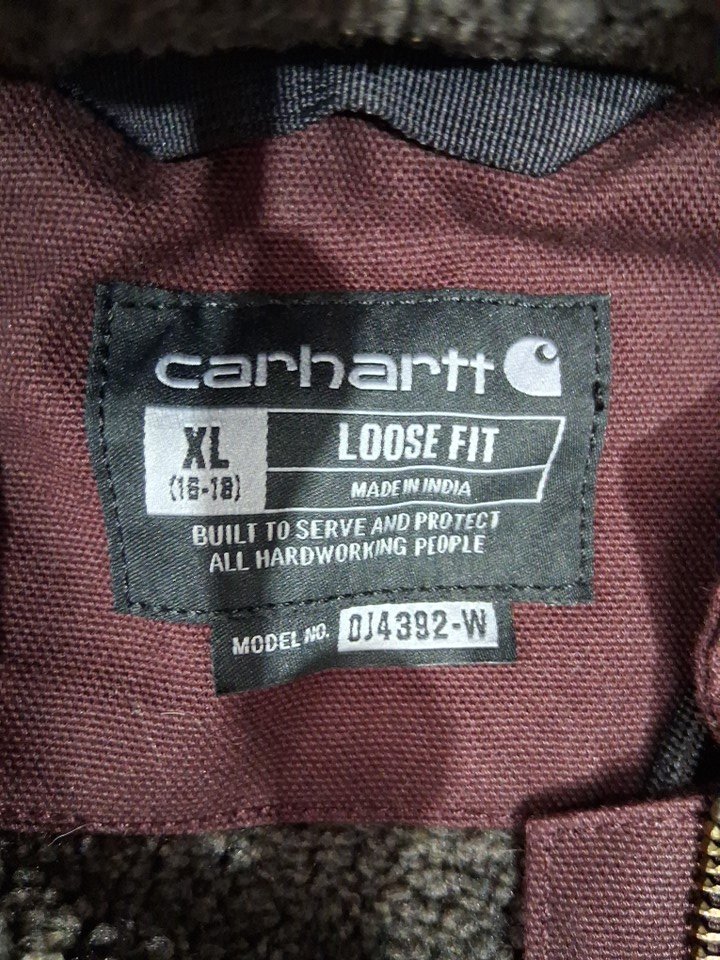 carhartt
XL
(16-18)
LOOSE FIT
MADE IN INDIA
BUILT TO SERVE AND PROTECT
ALL HARDWORKING PEOPLE
MODEL NO. OJ4392-W